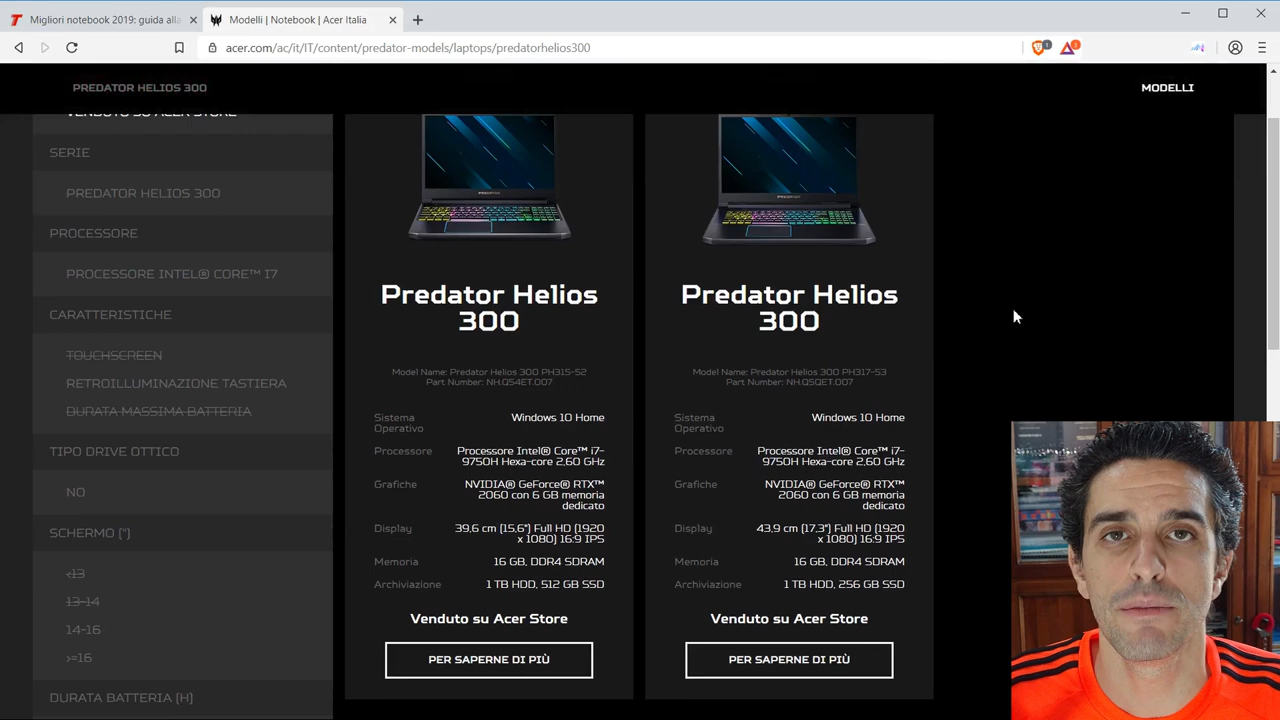 Migliori notebook 2019: guida alla
Modelli | Notebook | Acer Italia
acer.com/ac/it/IT/content/predator-models/laptops/predatorhelios300
1
PREDATOR HELIOS 300
MODELLI
VENDUTO SU ACER STORE
SERIE
PREDATOR HELIOS 300
PROCESSORE
PROCESSORE INTEL® CORE™ I7
CARATTERISTICHE
TOUCHSCREEN
RETROILLUMINAZIONE TASTIERA
DURATA MASSIMA BATTERIA
TIPO DRIVE OTTICO
NO
SCHERMO (")
<13
13-14
14-16
>=16
DURATA BATTERIA (H)
Predator Helios
300
Model Name: Predator Helios 300 PH315-52
Part Number: NH.Q54ET.007
Sistema
Operativo
Windows 10 Home
Processore
Processore Intel® Core™ i7-
9750H Hexa-core 2,60 GHz
Grafiche
NVIDIA® GeForce® RTX™
2060 con 6 GB memoria
dedicato
Display
39,6 cm (15,6") Full HD (1920
x 1080) 16:9 IPS
Memoria
16 GB, DDR4 SDRAM
Archiviazione
1 TB HDD, 512 GB SSD
Venduto su Acer Store
PER SAPERNE DI PIÙ
Predator Helios
300
Model Name: Predator Helios 300 PH317-53
Part Number: NH.Q5QET.007
Sistema
Operativo
Windows 10 Home
Processore
Processore Intel® Core™ i7-
9750H Hexa-core 2,60 GHz
Grafiche
NVIDIA® GeForce® RTX™
2060 con 6 GB memoria
dedicato
Display
43,9 cm (17,3") Full HD (1920
x 1080) 16:9 IPS
Memoria
16 GB, DDR4 SDRAM
Archiviazione
1 TB HDD, 256 GB SSD
Venduto su Acer Store
PER SAPERNE DI PIÙ